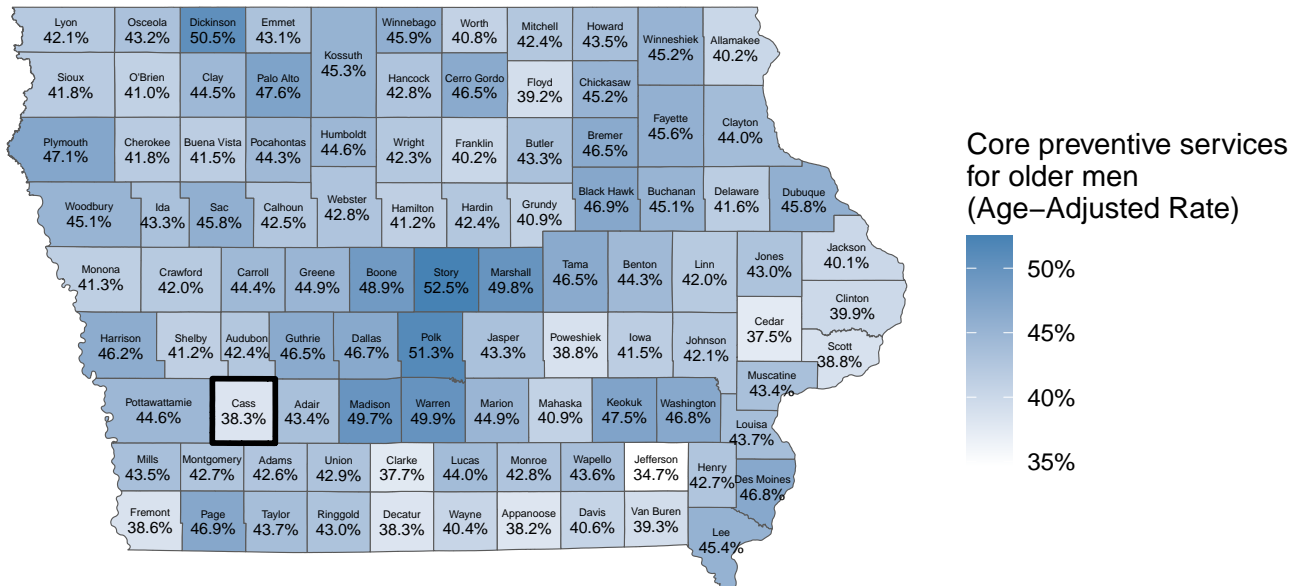 Lyon
42.1%
Osceola
43.2%
Dickinson
50.5%
Emmet
43.1%
Kossuth
45.3%
Winnebago
45.9%
Worth
40.8%
Mitchell
42.4%
Howard
43.5%
Winneshiek
45.2%
Allamakee
40.2%
Sioux
41.8%
O'Brien
41.0%
Clay
44.5%
Palo Alto
47.6%
Hancock
42.8%
Cerro Gordo
46.5%
Floyd
39.2%
Chickasaw
45.2%
Fayette
45.6%
Clayton
44.0%
Plymouth
47.1%
Cherokee
41.8%
Buena Vista
41.5%
Pocahontas
44.3%
Humboldt
44.6%
Wright
42.3%
Franklin
40.2%
Butler
43.3%
Bremer
46.5%
Woodbury
45.1%
Ida
43.3%
Sac
45.8%
Calhoun
42.5%
Webster
42.8%
Hamilton
41.2%
Hardin
42.4%
Grundy
40.9%
Black Hawk
46.9%
Buchanan
45.1%
Delaware
41.6%
Dubuque
45.8%
Monona
41.3%
Crawford
42.0%
Carroll
44.4%
Greene
44.9%
Boone
48.9%
Story
52.5%
Marshall
49.8%
Tama
46.5%
Benton
44.3%
Linn
42.0%
Jones
43.0%
Jackson
40.1%
Clinton
39.9%
Harrison
46.2%
Shelby
41.2%
Audubon
42.4%
Guthrie
46.5%
Dallas
46.7%
Polk
51.3%
Jasper
43.3%
Poweshiek
38.8%
Iowa
41.5%
Johnson
42.1%
Cedar
37.5%
Scott
38.8%
Muscatine
43.4%
Pottawattamie
44.6%
Cass
38.3%
Adair
43.4%
Madison
49.7%
Warren
49.9%
Marion
44.9%
Mahaska
40.9%
Keokuk
47.5%
Washington
46.8%
Louisa
43.7%
Mills
43.5%
Montgomery
42.7%
Adams
42.6%
Union
42.9%
Clarke
37.7%
Lucas
44.0%
Monroe
42.8%
Wapello
43.6%
Jefferson
34.7%
Henry
42.7%
Des Moines
46.8%
Fremont
38.6%
Page
46.9%
Taylor
43.7%
Ringgold
43.0%
Decatur
38.3%
Wayne
40.4%
Appanoose
38.2%
Davis
40.6%
Van Buren
39.3%
Lee
45.4%
Core preventive services
for older men
(Age−Adjusted Rate)
50%
45%
40%
35%